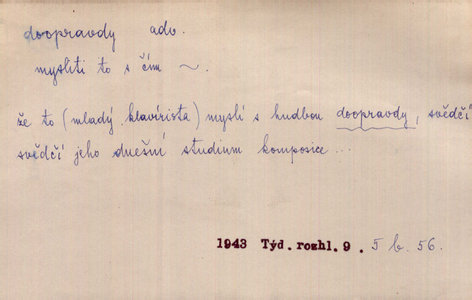 doopravdy adv.
mysliti to s čím ~.
že to (mladý klavírista) myslí s hudbou doopravdy, svědčí
svědčí jeho dnešní studium komposice ...
1943 Týd. rozhl. 9. 5 b. 56.